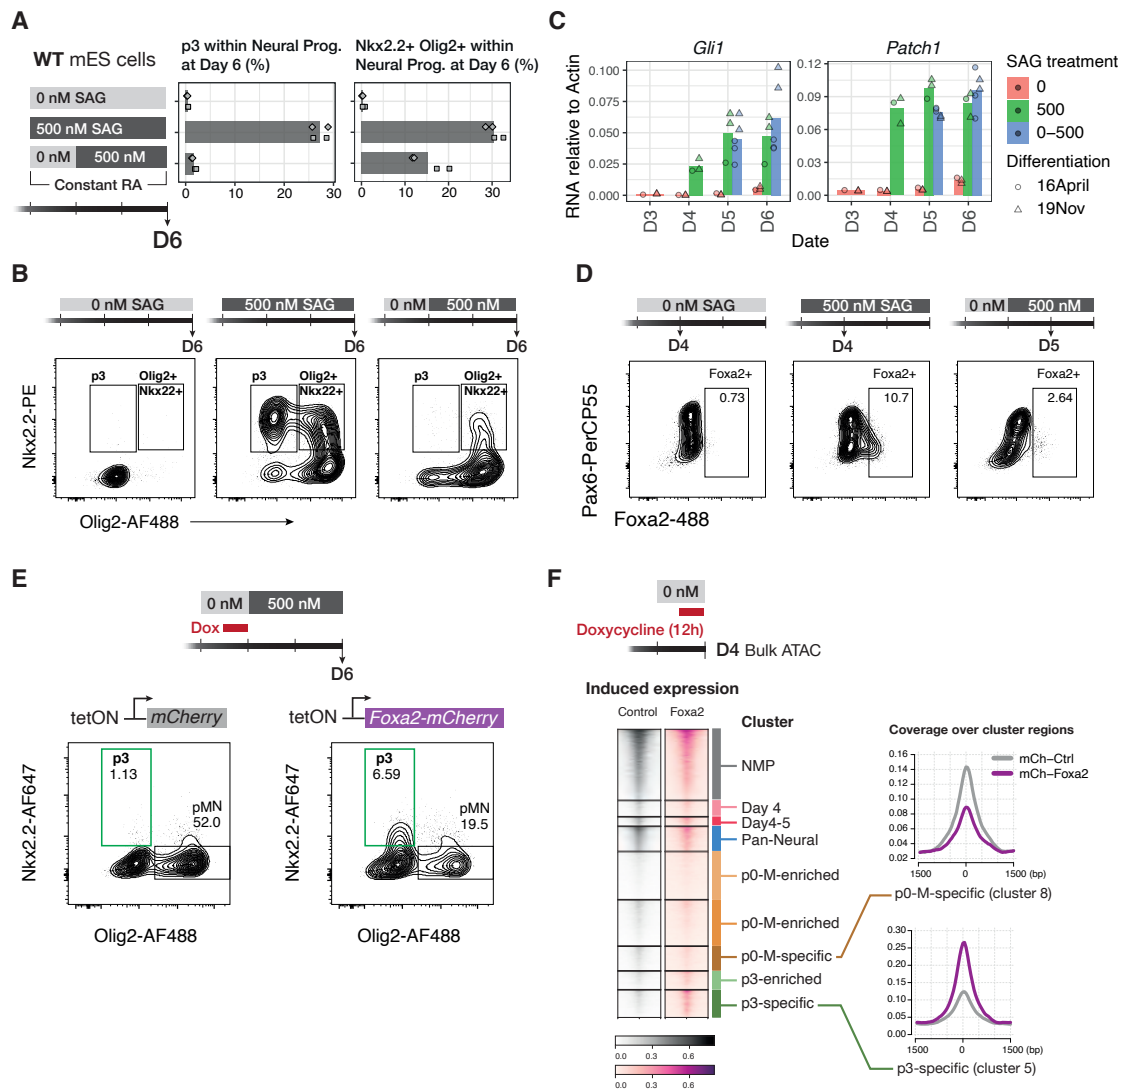 A
WT mES cells
0 nM SAG
500 nM SAG
0 nM 500 nM
Constant RA
D6
p3 within Neural Prog.
at Day 6 (%)
0 10 20 30
Nkx2.2+ Olig2+ within
Neural Prog. at Day 6 (%)
0 10 20 30
C
Gli1 Patch1
RNA relative to Actin
0.100
0.075
0.050
0.025
0.000
0.12
0.09
0.06
0.03
0.00
D3 D4 D5 D6 D3 D4 D5 D6
Date
SAG treatment
0
500
0–500
Differentiation
16April
19Nov
B
0 nM SAG 500 nM SAG 0 nM 500 nM
D6 D6 D6
p3 Olig2+ p3 Olig2+ p3 Olig2+
Nkx22+ Nkx22+ Nkx22+
Nkx2.2-PE
Olig2-AF488
D
0 nM SAG 500 nM SAG 0 nM 500 nM
D4 D4 D5
Foxa2+ Foxa2+ Foxa2+
0.73 10.7 2.64
Pax6-PerCP55
Foxa2-488
E
0 nM 500 nM
Dox
D6
tetON mCherry tetON Foxa2-mCherry
p3 p3
1.13 6.59
pMN pMN
52.0 19.5
Nkx2.2-AF647 Nkx2.2-AF647
Olig2-AF488 Olig2-AF488
F
0 nM
Doxycycline (12h)
D4 Bulk ATAC
Induced expression
Control Foxa2
Cluster
NMP
Day 4
Day4-5
Pan-Neural
p0-M-enriched
p0-M-enriched
p0-M-specific
p3-enriched
p3-specific
0.0 0.3 0.6
0.0 0.3 0.6
Coverage over cluster regions
mCh–Ctrl
mCh–Foxa2
0.16
0.14
0.12
0.10
0.08
0.06
0.04
0.02
1500 0 1500 (bp)
p0-M-specific (cluster 8)
0.30
0.25
0.20
0.15
0.10
0.05
0.00
1500 0 1500 (bp)
p3-specific (cluster 5)